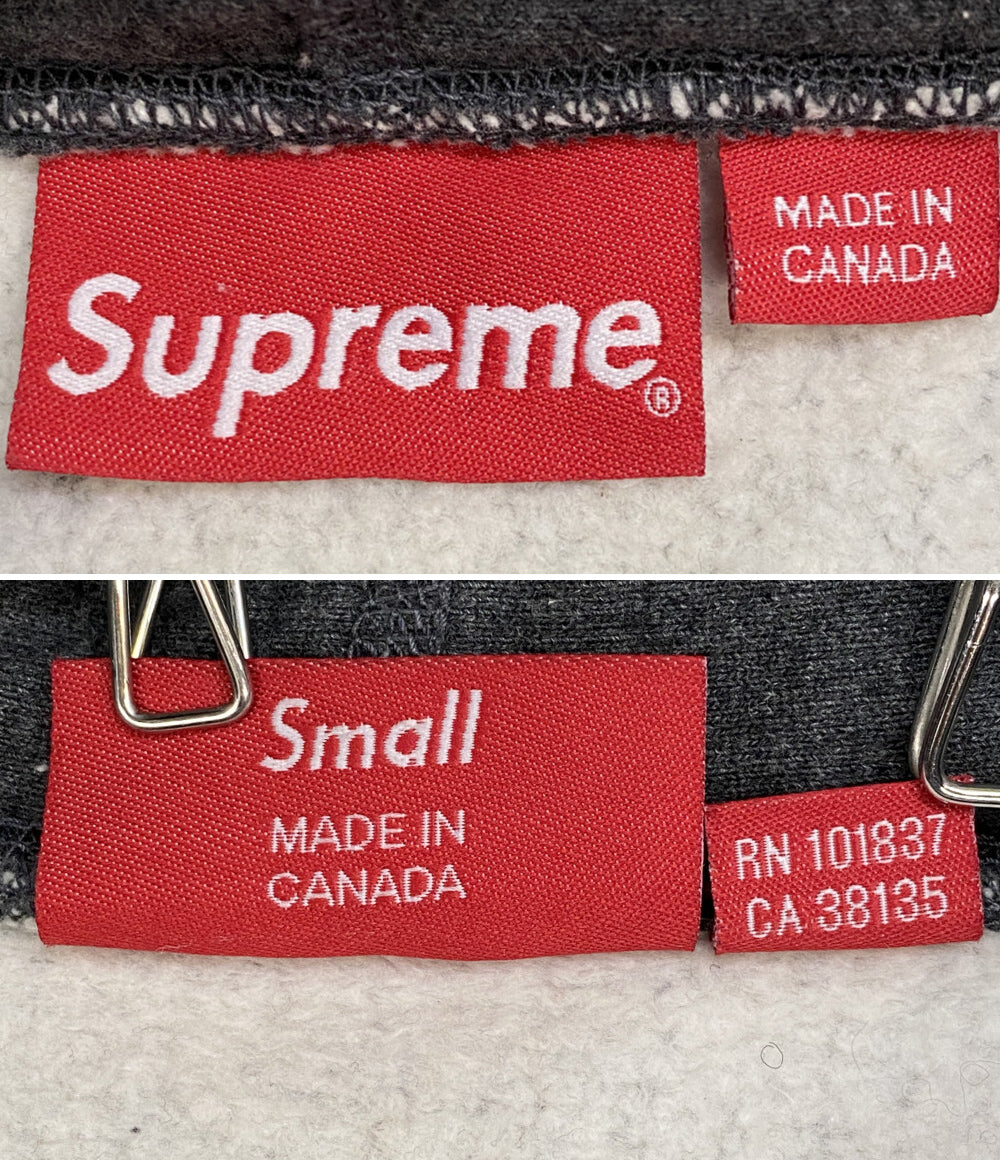 Supreme®
MADE IN
CANADA
Small
MADE IN
CANADA
RN 101837
CA 38135